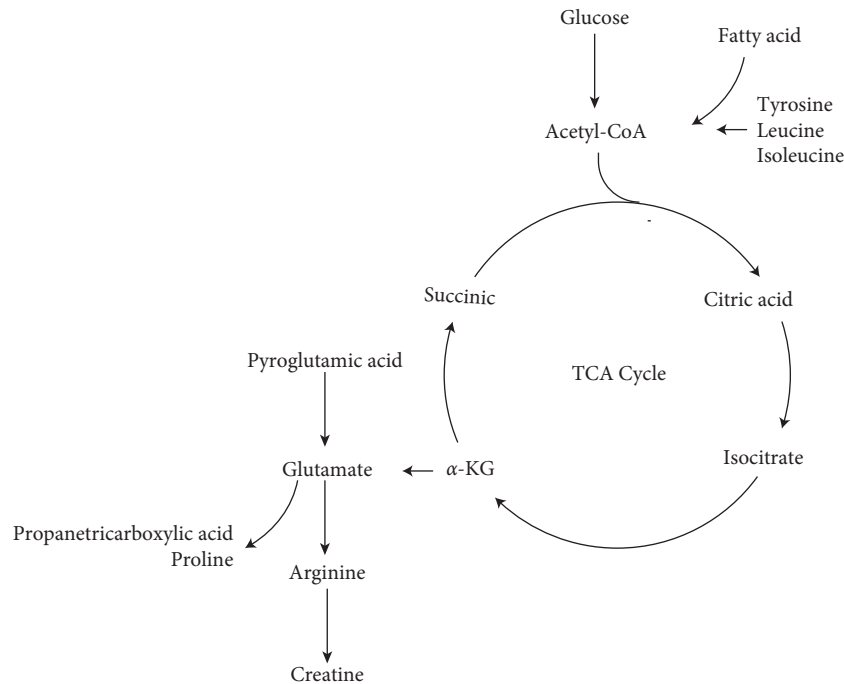 Glucose
Fatty acid
Tyrosine
Acetyl-CoA
Leucine
Isoleucine
Succinic
Citric acid
Pyroglutamic acid
TCA Cycle
Isocitrate
Glutamate
α-KG
Propanetricarboxylic acid
Proline
Arginine
Creatine